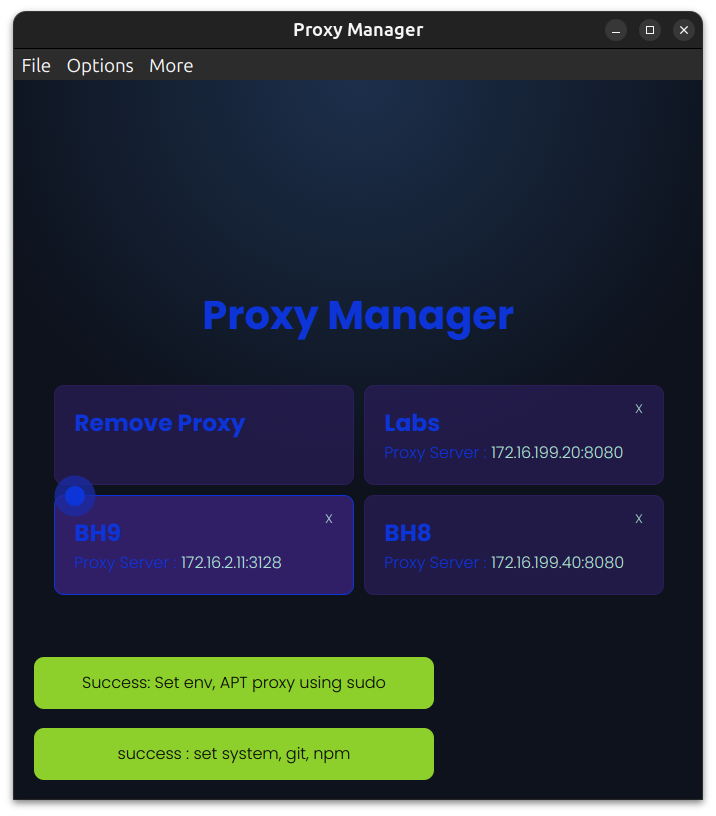 Proxy Manager
File Options More
Proxy Manager
Remove Proxy
X
Labs
Proxy Server : 172.16.199.20:8080
X
BH9
Proxy Server : 172.16.2.11:3128
X
BH8
Proxy Server : 172.16.199.40:8080
Success: Set env, APT proxy using sudo
success : set system, git, npm